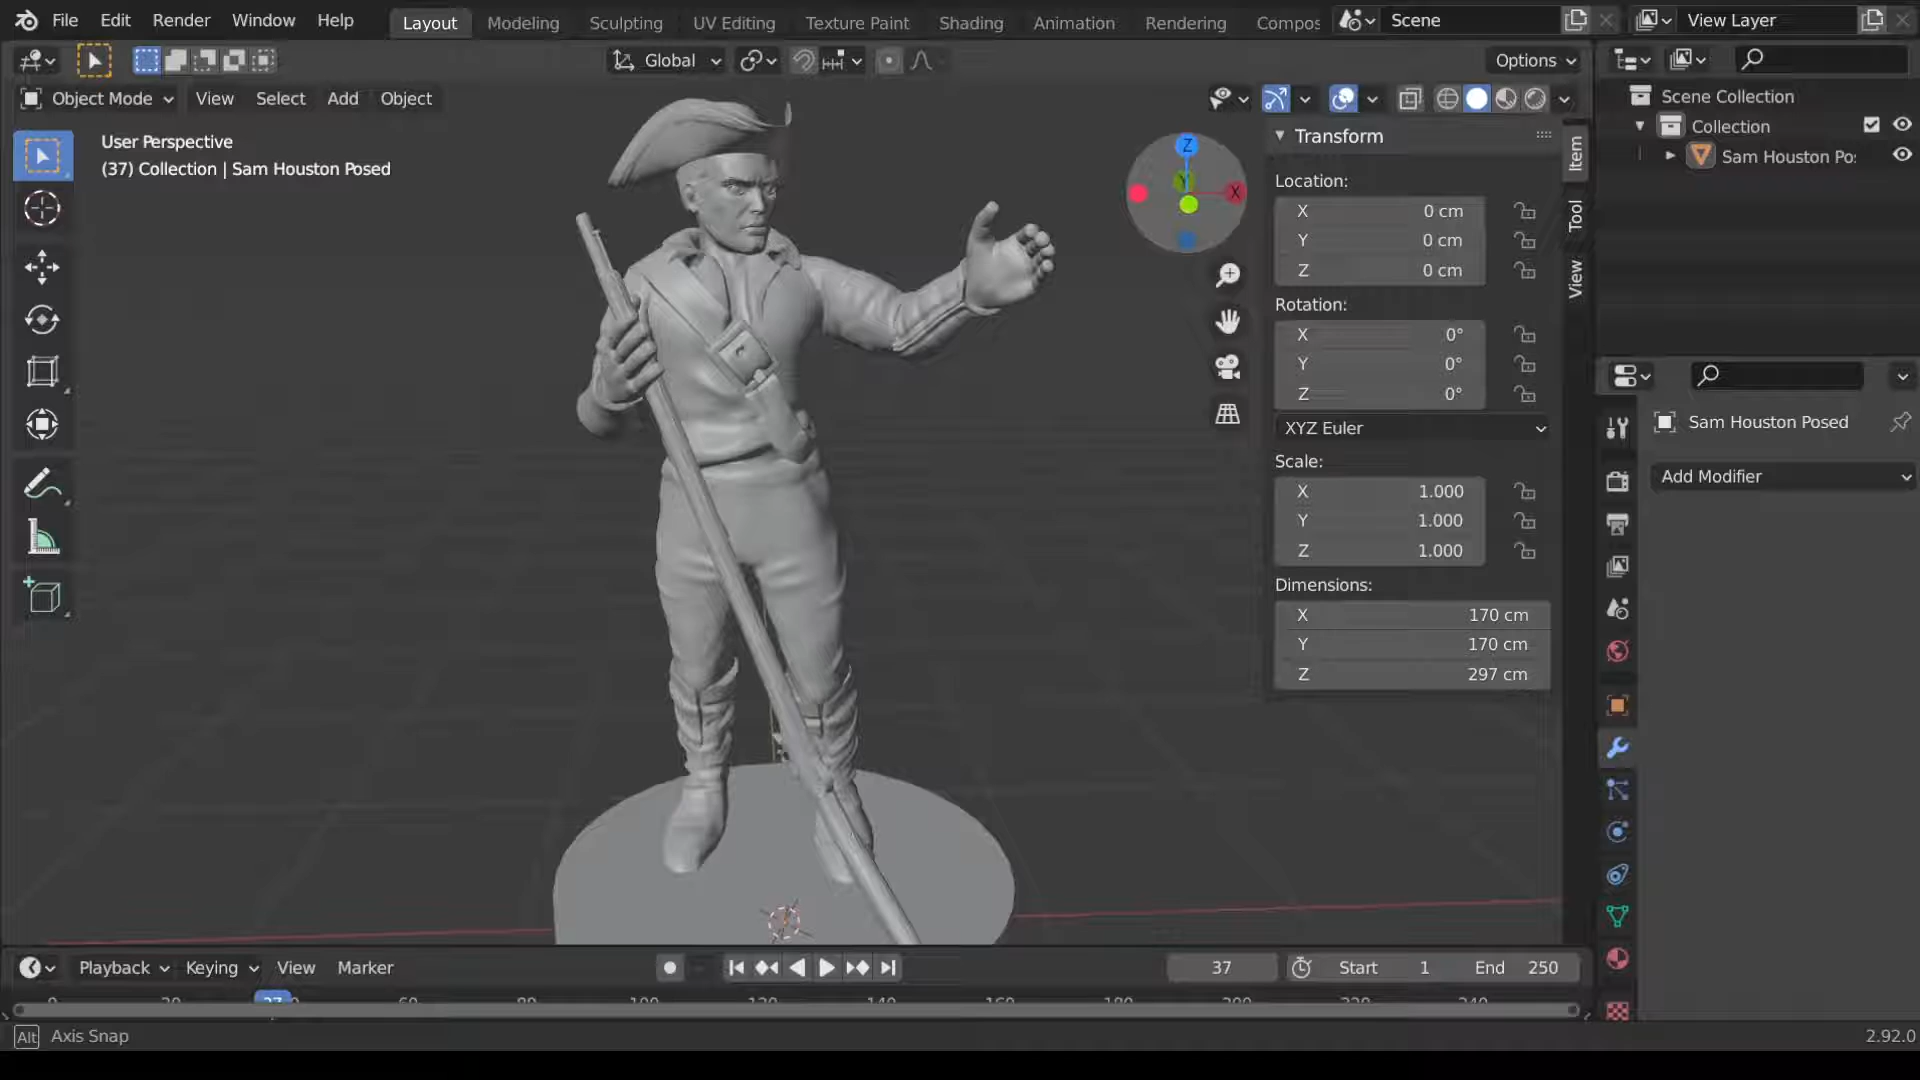 File Edit Render Window Help Layout Modeling Sculpting UV Editing Texture Paint Shading Animation Rendering Compos Scene View Layer
Global Options
Object Mode View Select Add Object
User Perspective
(37) Collection | Sam Houston Posed
Z
Y
X
Transform
Location:
X 0 cm
Y 0 cm
Z 0 cm
Rotation:
X 0°
Y 0°
Z 0°
XYZ Euler
Scale:
X 1.000
Y 1.000
Z 1.000
Dimensions:
X 170 cm
Y 170 cm
Z 297 cm
Item
Tool
View
Scene Collection
Collection
Sam Houston Po
Sam Houston Posed
Add Modifier
Playback Keying View Marker 37 Start 1 End 250
0 20 37 60 80 100 120 140 160 180 200 220 240
Alt Axis Snap 2.92.0